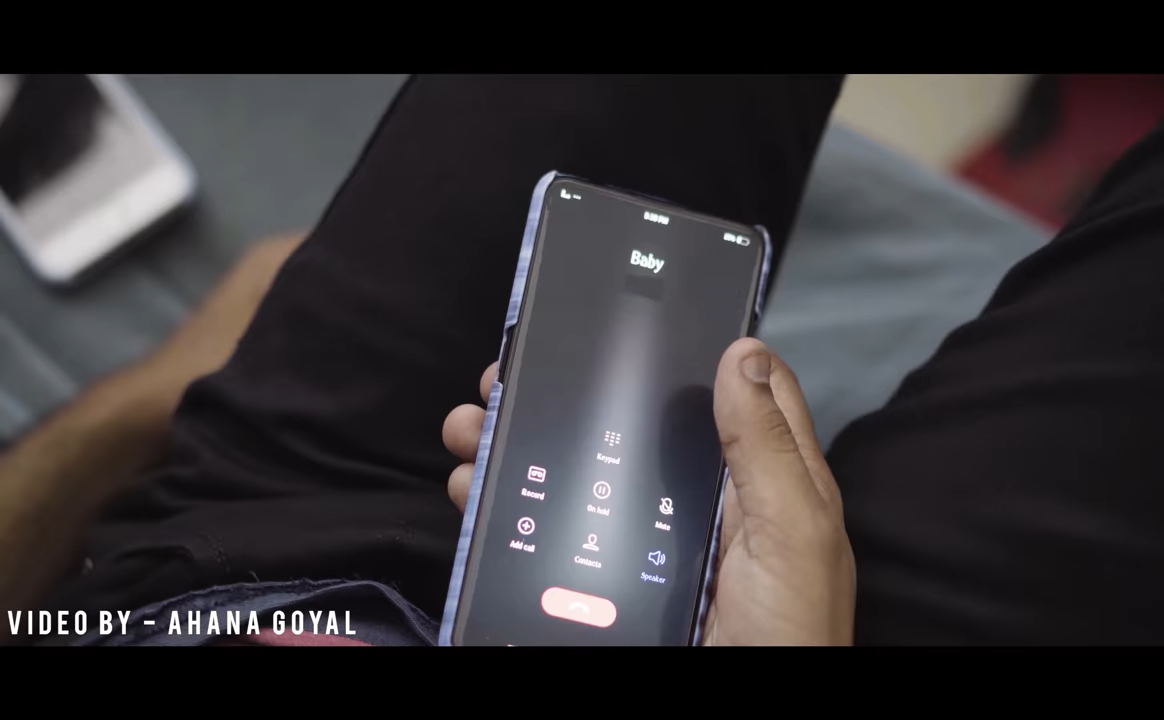 Baby
Keypad
Record
On hold
Mute
Add call
Contacts
Speaker
VIDEO BY - AHANA GOYAL